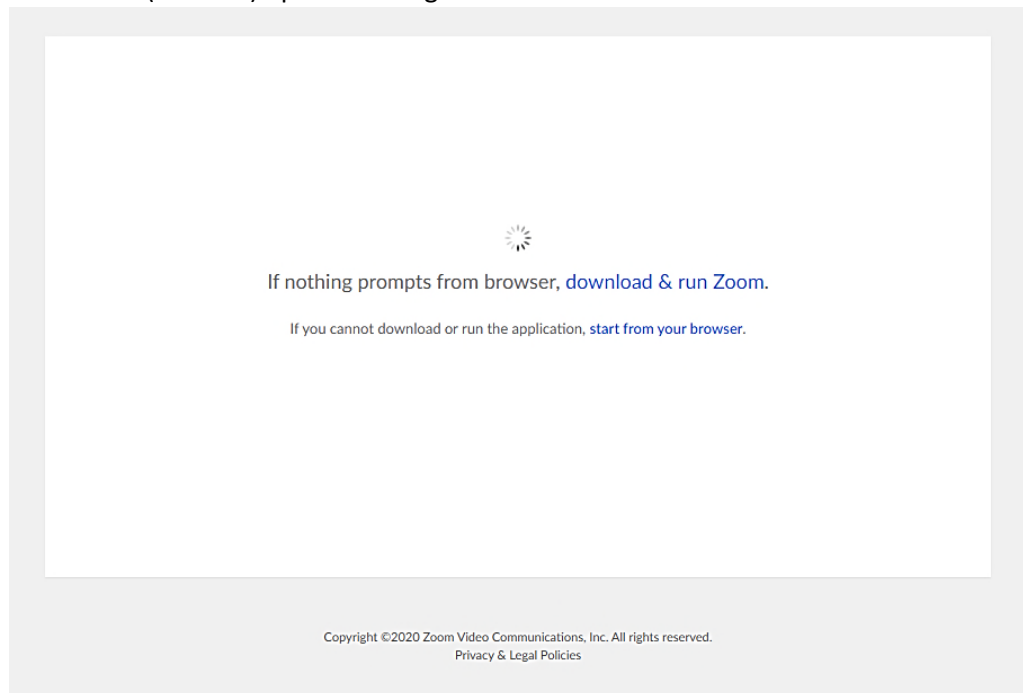 If nothing prompts from browser, download & run Zoom.
If you cannot download or run the application, start from your browser.
Copyright ©2020 Zoom Video Communications, Inc. All rights reserved.
Privacy & Legal Policies